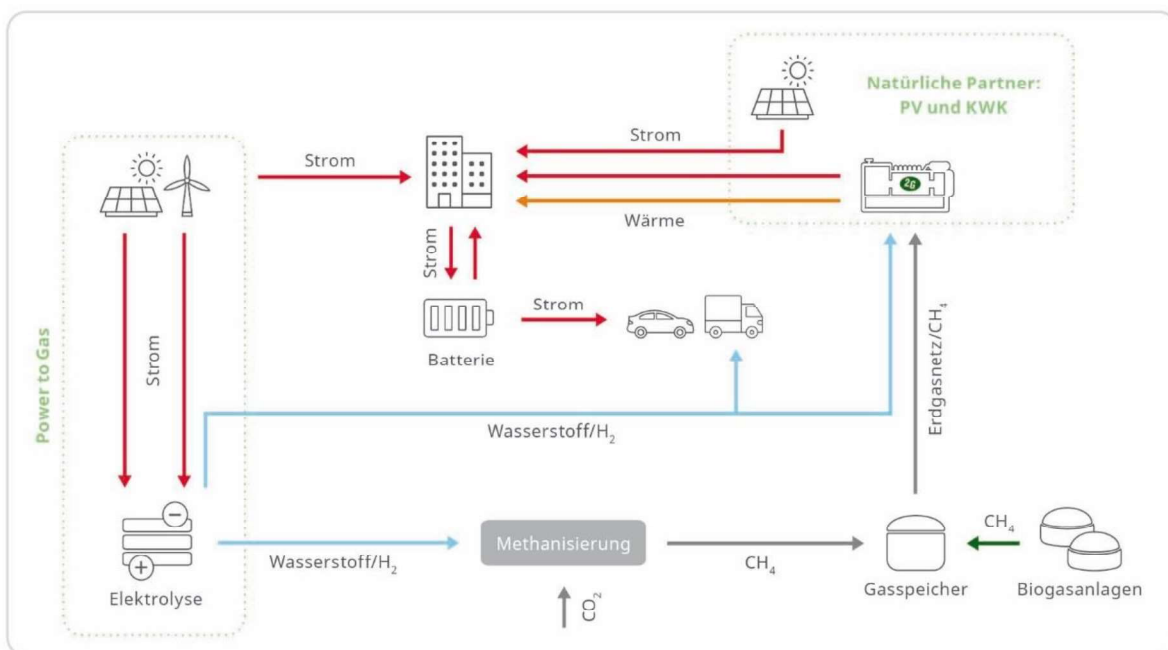 Natürliche Partner:
PV und KWK
Strom
Strom
2G
Wärme
Strom
Strom
Batterie
Power to Gas
Strom
Erdgasnetz/CH₄
Wasserstoff/H₂
Methanisierung
CH₄
Wasserstoff/H₂
CH₄
Elektrolyse
CO₂
Gasspeicher
Biogasanlagen